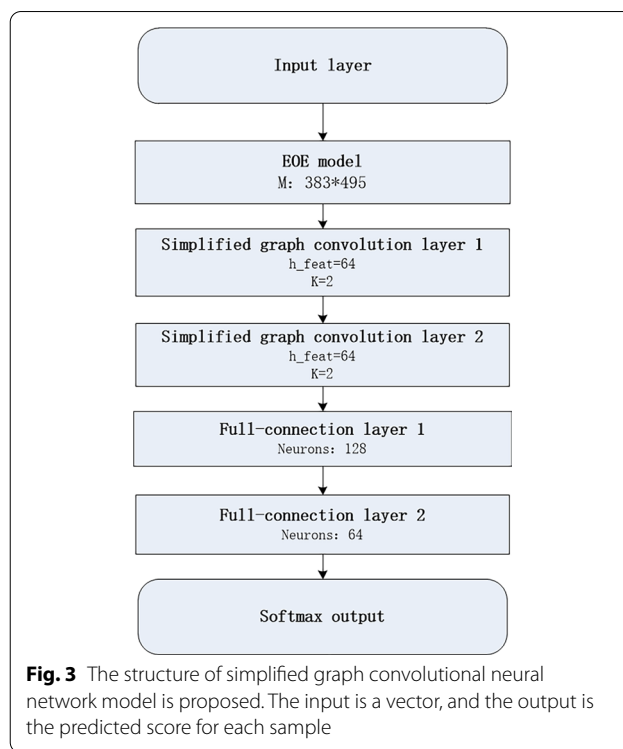 Input layer
EOE model
M: 383*495
Simplified graph convolution layer 1
h_feat=64
K=2
Simplified graph convolution layer 2
h_feat=64
K=2
Full-connection layer 1
Neurons: 128
Full-connection layer 2
Neurons: 64
Softmax output
Fig. 3 The structure of simplified graph convolutional neural
network model is proposed. The input is a vector, and the output is
the predicted score for each sample